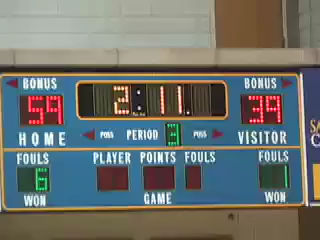 BONUS BONUS
59 2:11 39
HOME POSS PERIOD 3 POSS VISITOR
FOULS PLAYER POINTS FOULS FOULS
6 1
WON GAME WON